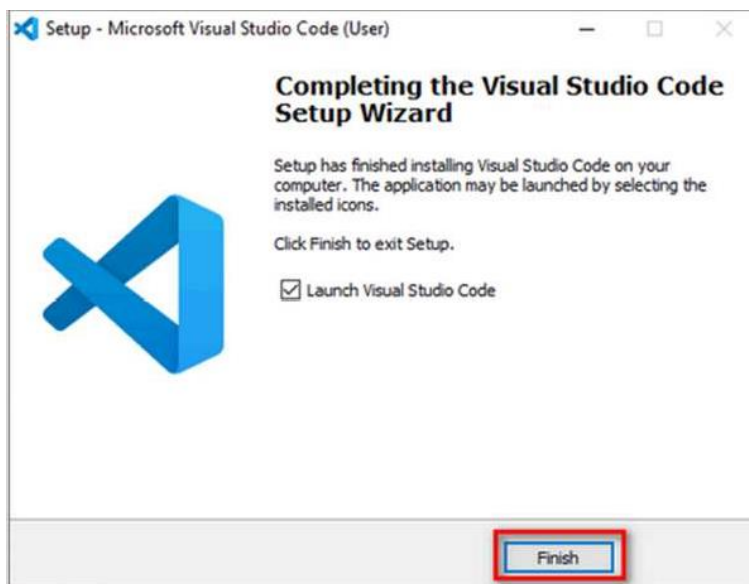 Setup - Microsoft Visual Studio Code (User)
Completing the Visual Studio Code
Setup Wizard
Setup has finished installing Visual Studio Code on your
computer. The application may be launched by selecting the
installed icons.
Click Finish to exit Setup.
Launch Visual Studio Code
Finish